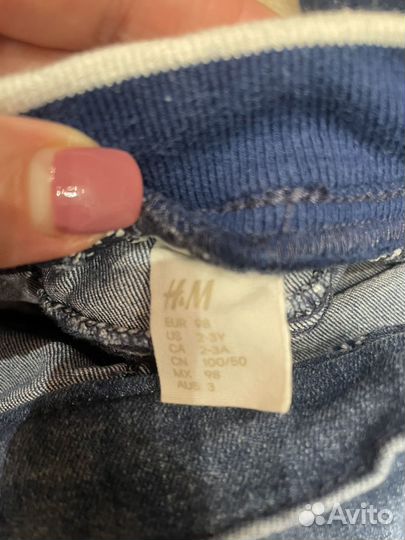 H&M
EUR 98
US 2-3Y
CA 2-3A
CN 100/50
MX 98
AUS 3
Avito